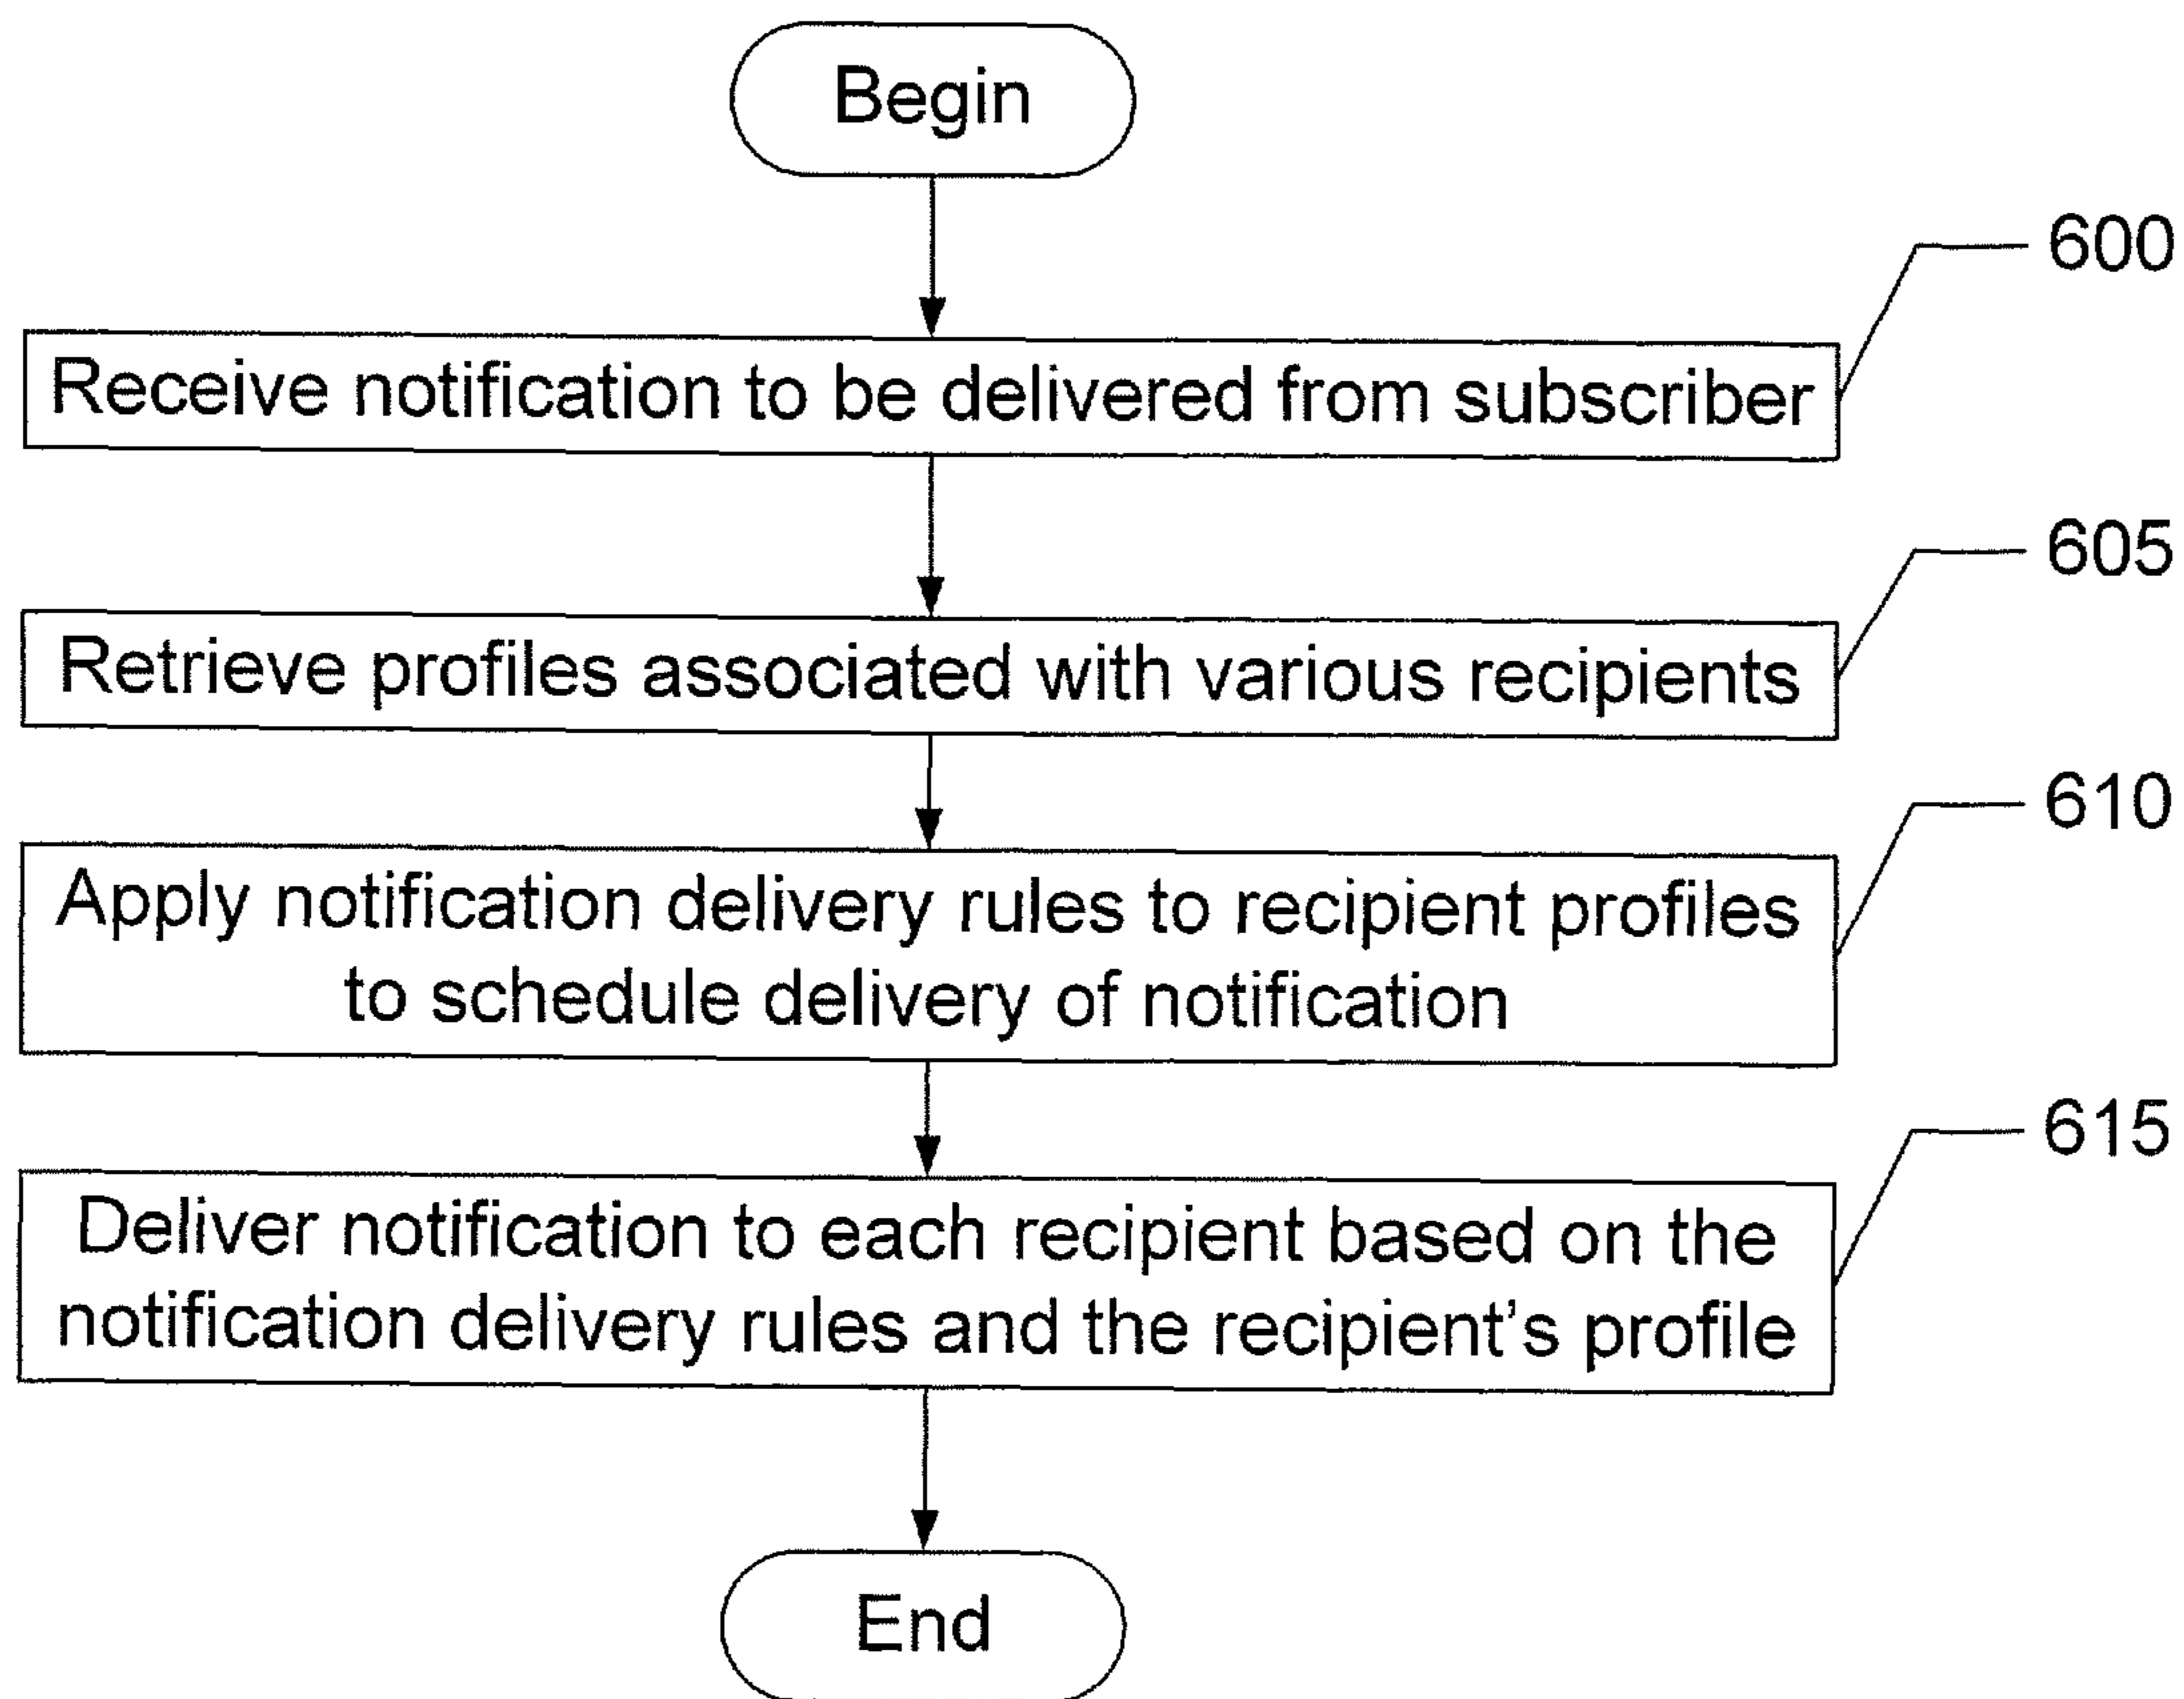 Begin
600
Receive notification to be delivered from subscriber
605
Retrieve profiles associated with various recipients
610
Apply notification delivery rules to recipient profiles
to schedule delivery of notification
615
Deliver notification to each recipient based on the
notification delivery rules and the recipient's profile
End